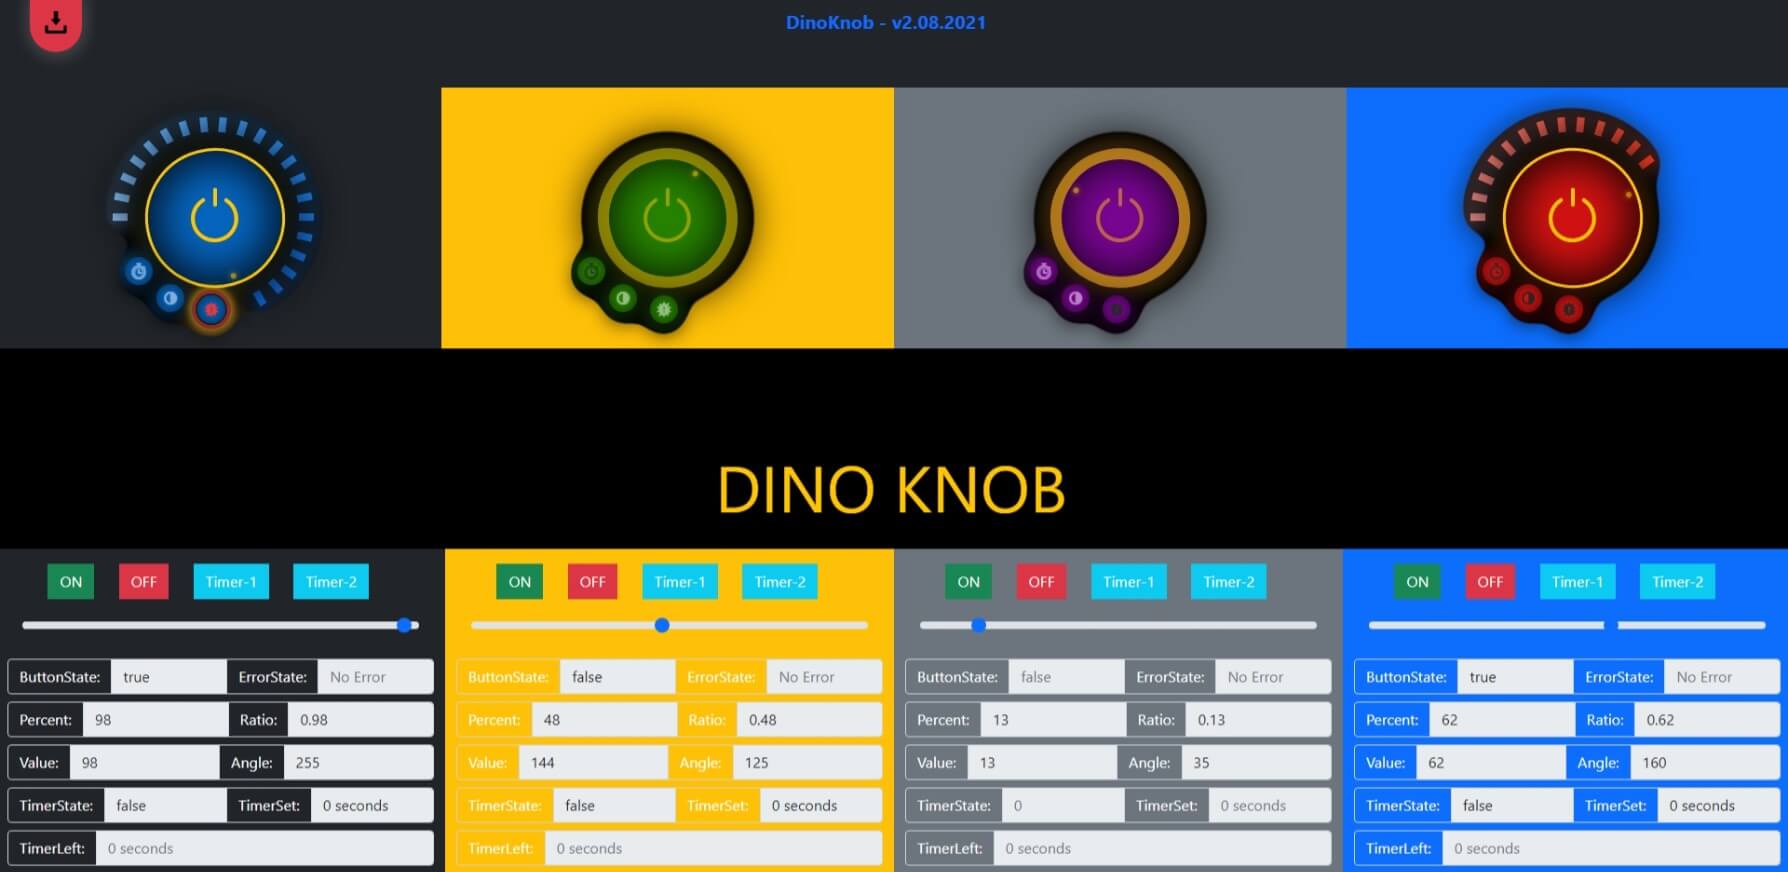 DinoKnob - v2.08.2021
DINO KNOB
ON OFF Timer-1 Timer-2
ButtonState: true ErrorState: No Error
Percent: 98 Ratio: 0.98
Value: 98 Angle: 255
TimerState: false TimerSet: 0 seconds
TimerLeft: 0 seconds
ON OFF Timer-1 Timer-2
ButtonState: false ErrorState: No Error
Percent: 48 Ratio: 0.48
Value: 144 Angle: 125
TimerState: false TimerSet: 0 seconds
TimerLeft: 0 seconds
ON OFF Timer-1 Timer-2
ButtonState: false ErrorState: No Error
Percent: 13 Ratio: 0.13
Value: 13 Angle: 35
TimerState: 0 TimerSet: 0 seconds
TimerLeft: 0 seconds
ON OFF Timer-1 Timer-2
ButtonState: true ErrorState: No Error
Percent: 62 Ratio: 0.62
Value: 62 Angle: 160
TimerState: false TimerSet: 0 seconds
TimerLeft: 0 seconds